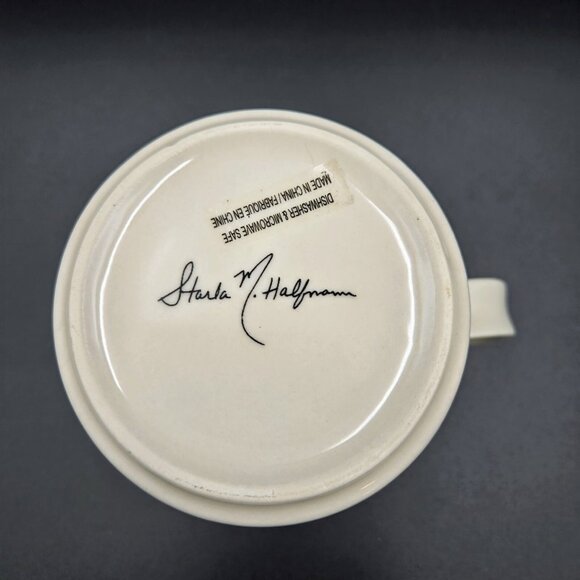 DISHWASHER & MICROWAVE SAFE
MADE IN CHINA / FABRIQUÉ EN CHINE
Starla M. Halfmann